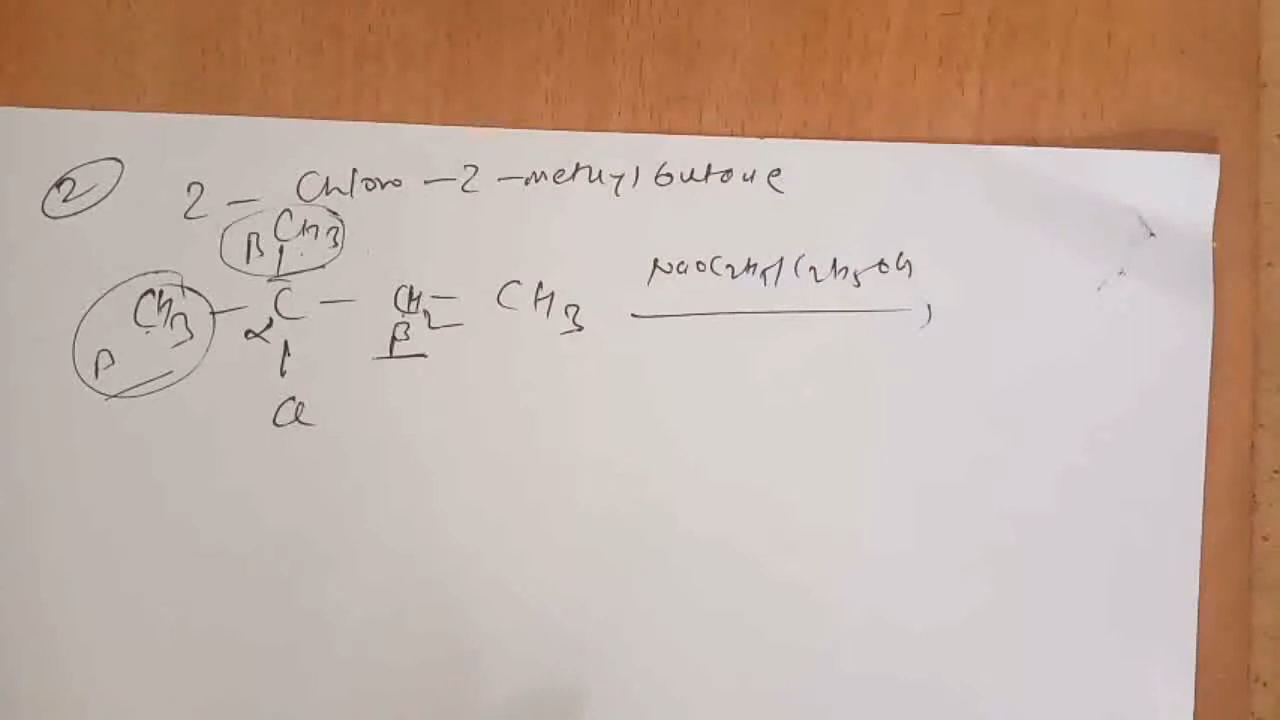 2 2 - Chloro - 2 - methyl butane
β CH3
CH3 - C - CH2 - CH3 NaOC2H5 / C2H5OH
β α β
Cl